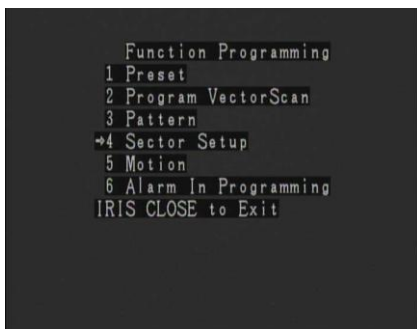 Function Programming
1 Preset
2 Program VectorScan
3 Pattern
→4 Sector Setup
5 Motion
6 Alarm In Programming
IRIS CLOSE to Exit